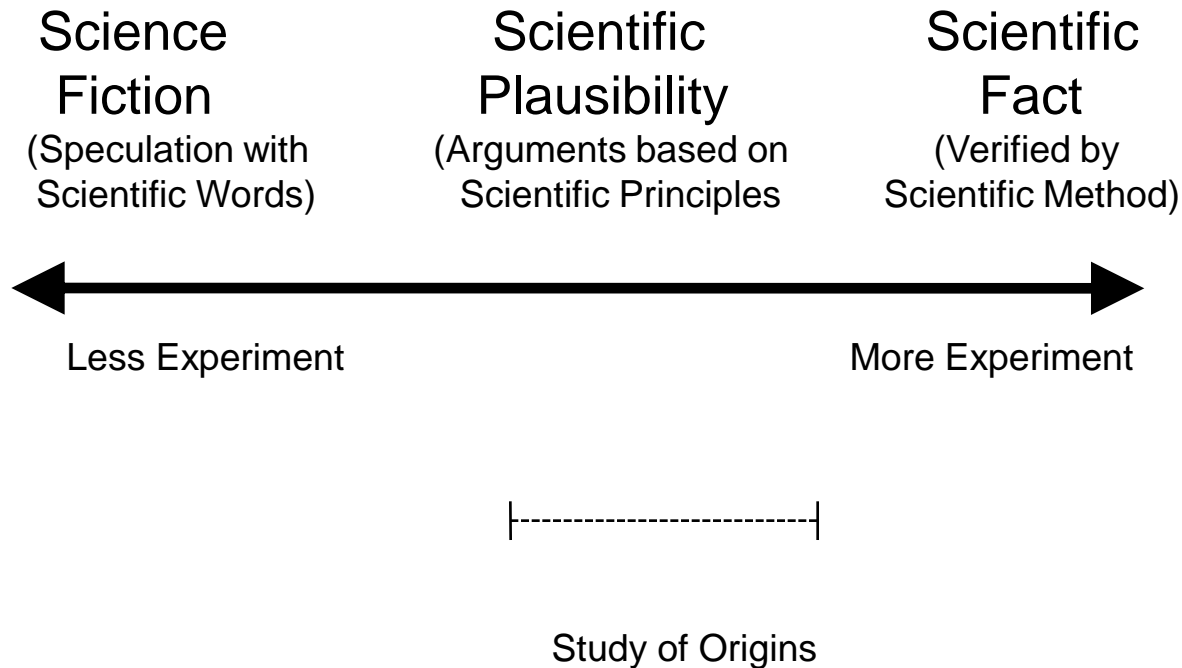 Science
Fiction
(Speculation with
Scientific Words)
Scientific
Plausibility
(Arguments based on
Scientific Principles
Scientific
Fact
(Verified by
Scientific Method)
Less Experiment
More Experiment
Study of Origins